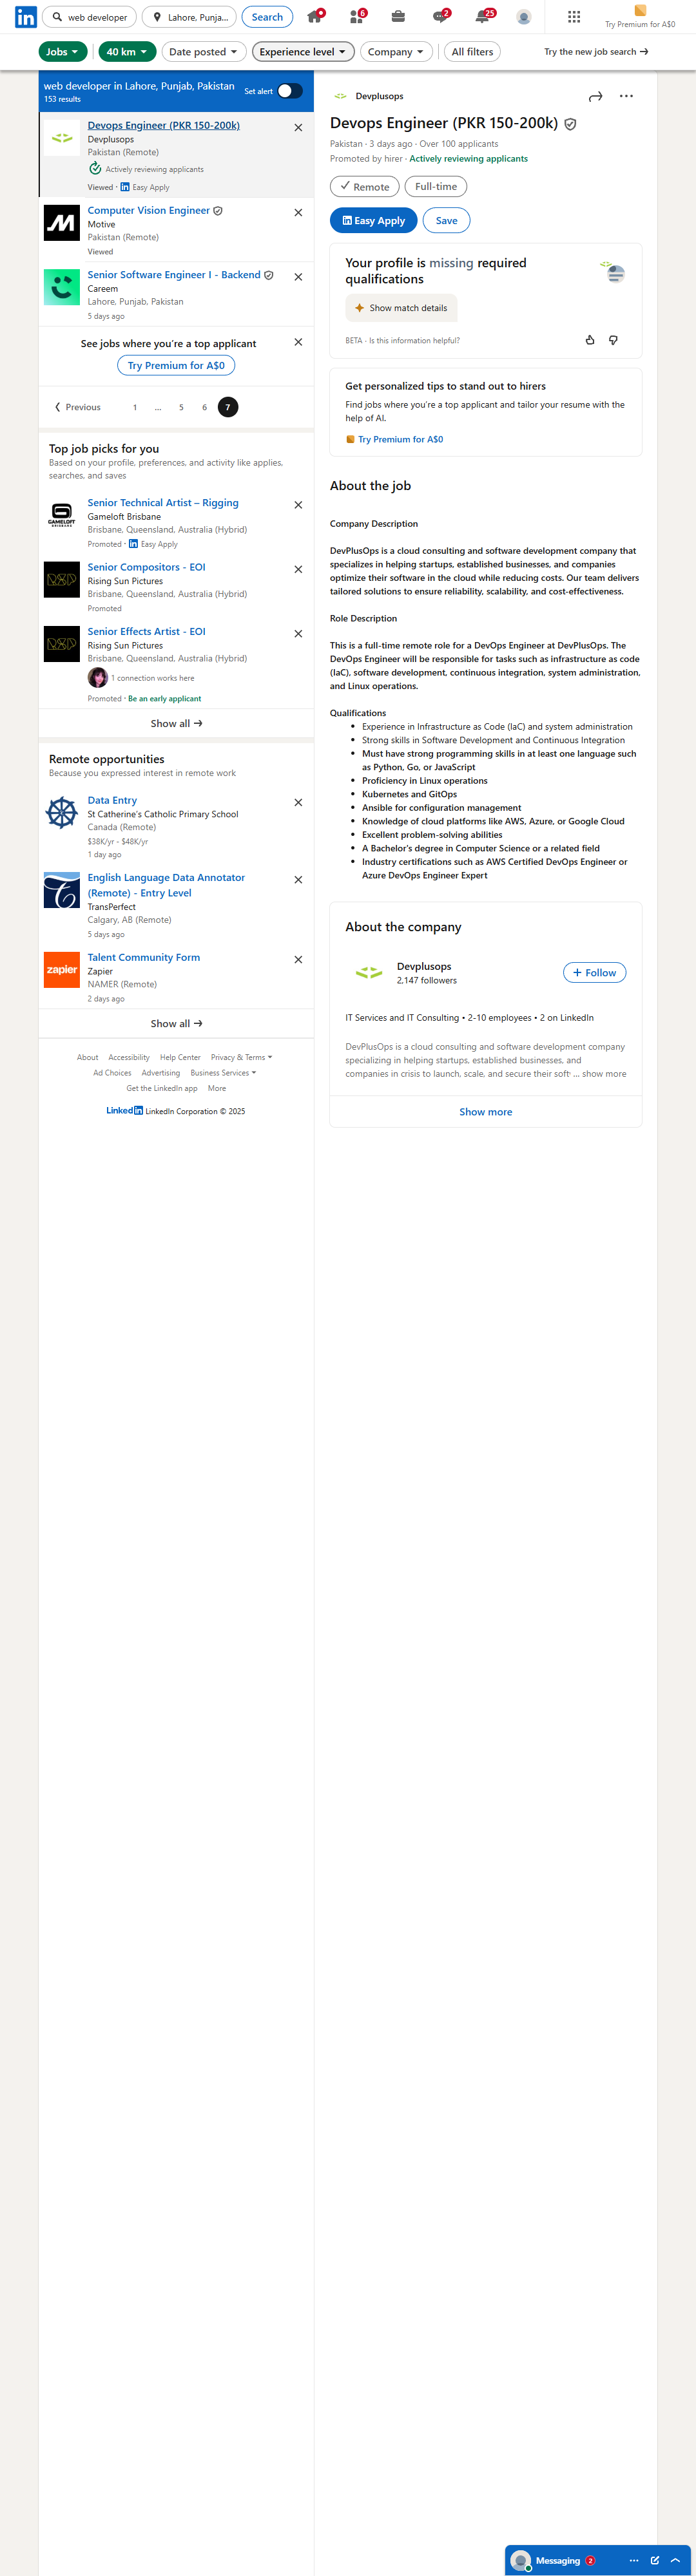 web developer
Lahore, Punja...
Search
6
2
25
Try Premium for A$0
Jobs
40 km
Date posted
Experience level
Company
All filters
Try the new job search →
web developer in Lahore, Punjab, Pakistan
153 results
Set alert
Devops Engineer (PKR 150-200k)
Devplusops
Pakistan (Remote)
Actively reviewing applicants
Viewed · Easy Apply
Computer Vision Engineer
Motive
Pakistan (Remote)
Viewed
Senior Software Engineer I - Backend
Careem
Lahore, Punjab, Pakistan
5 days ago
See jobs where you're a top applicant
Try Premium for A$0
Previous
1
...
5
6
7
Top job picks for you
Based on your profile, preferences, and activity like applies,
searches, and saves
GAMELOFT
BRISBANE
Senior Technical Artist – Rigging
Gameloft Brisbane
Brisbane, Queensland, Australia (Hybrid)
Promoted · Easy Apply
Senior Compositors - EOI
Rising Sun Pictures
Brisbane, Queensland, Australia (Hybrid)
Promoted
Senior Effects Artist - EOI
Rising Sun Pictures
Brisbane, Queensland, Australia (Hybrid)
1 connection works here
Promoted · Be an early applicant
Show all →
Remote opportunities
Because you expressed interest in remote work
Data Entry
St Catherine's Catholic Primary School
Canada (Remote)
$38K/yr - $48K/yr
1 day ago
English Language Data Annotator
(Remote) - Entry Level
TransPerfect
Calgary, AB (Remote)
5 days ago
zapier
Talent Community Form
Zapier
NAMER (Remote)
2 days ago
Show all →
About
Accessibility
Help Center
Privacy & Terms
Ad Choices
Advertising
Business Services
Get the LinkedIn app
More
LinkedIn LinkedIn Corporation © 2025
Devplusops
Devops Engineer (PKR 150-200k)
Pakistan · 3 days ago · Over 100 applicants
Promoted by hirer · Actively reviewing applicants
Remote
Full-time
Easy Apply
Save
Your profile is missing required
qualifications
Show match details
BETA · Is this information helpful?
Get personalized tips to stand out to hirers
Find jobs where you're a top applicant and tailor your resume with the
help of AI.
Try Premium for A$0
About the job
Company Description
DevPlusOps is a cloud consulting and software development company that
specializes in helping startups, established businesses, and companies
optimize their software in the cloud while reducing costs. Our team delivers
tailored solutions to ensure reliability, scalability, and cost-effectiveness.
Role Description
This is a full-time remote role for a DevOps Engineer at DevPlusOps. The
DevOps Engineer will be responsible for tasks such as infrastructure as code
(IaC), software development, continuous integration, system administration,
and Linux operations.
Qualifications
• Experience in Infrastructure as Code (IaC) and system administration
• Strong skills in Software Development and Continuous Integration
• Must have strong programming skills in at least one language such
as Python, Go, or JavaScript
• Proficiency in Linux operations
• Kubernetes and GitOps
• Ansible for configuration management
• Knowledge of cloud platforms like AWS, Azure, or Google Cloud
• Excellent problem-solving abilities
• A Bachelor's degree in Computer Science or a related field
• Industry certifications such as AWS Certified DevOps Engineer or
Azure DevOps Engineer Expert
About the company
Devplusops
2,147 followers
+ Follow
IT Services and IT Consulting • 2-10 employees • 2 on LinkedIn
DevPlusOps is a cloud consulting and software development company
specializing in helping startups, established businesses, and
companies in crisis to launch, scale, and secure their soft ... show more
Show more
Messaging
2